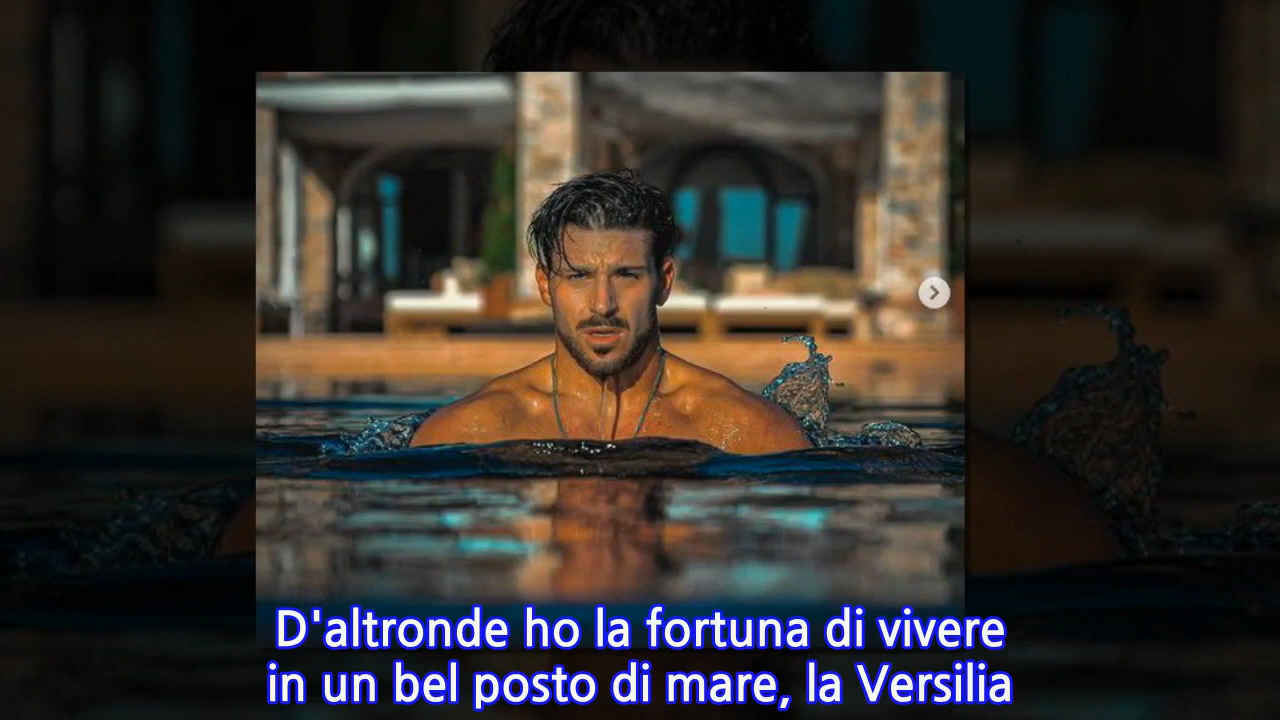 D'altronde ho la fortuna di vivere
in un bel posto di mare, la Versilia